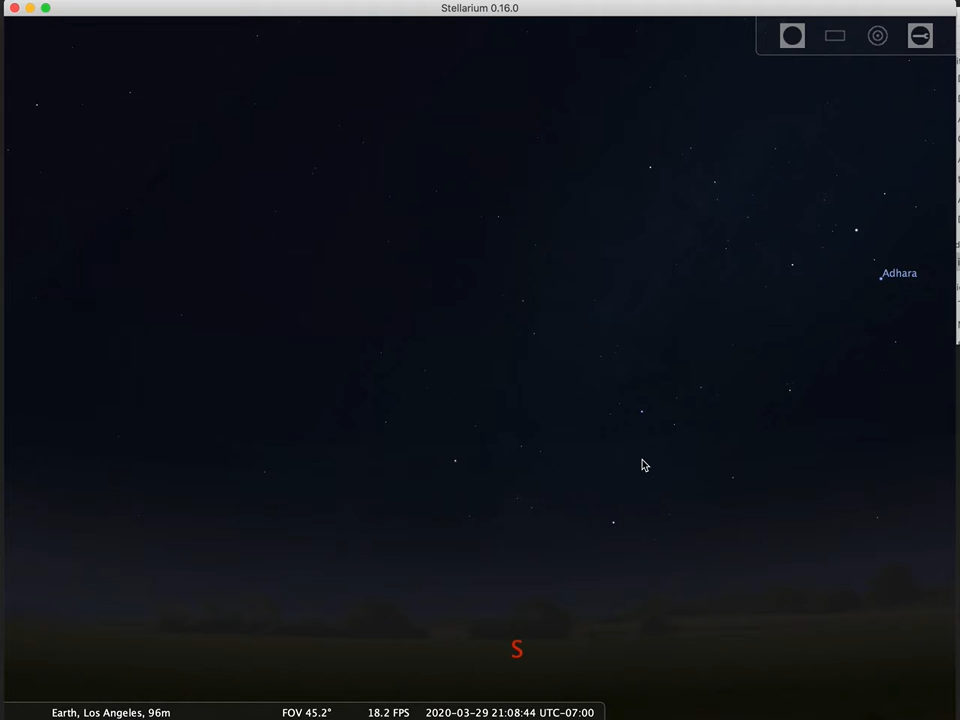 Stellarium 0.16.0
Adhara
S
Earth, Los Angeles, 96m FOV 45.2° 18.2 FPS 2020-03-29 21:08:44 UTC-07:00